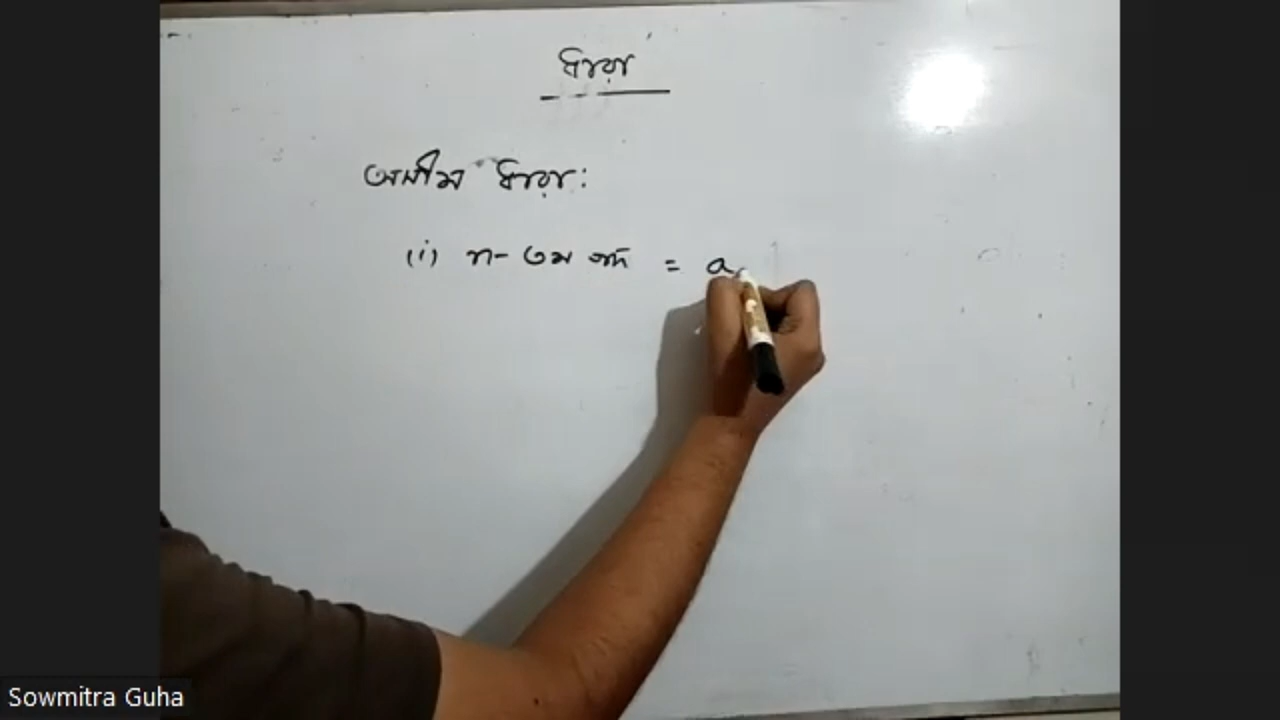 ধারা
অসীম ধারা:
(i) n-তম পদ = a
Sowmitra Guha